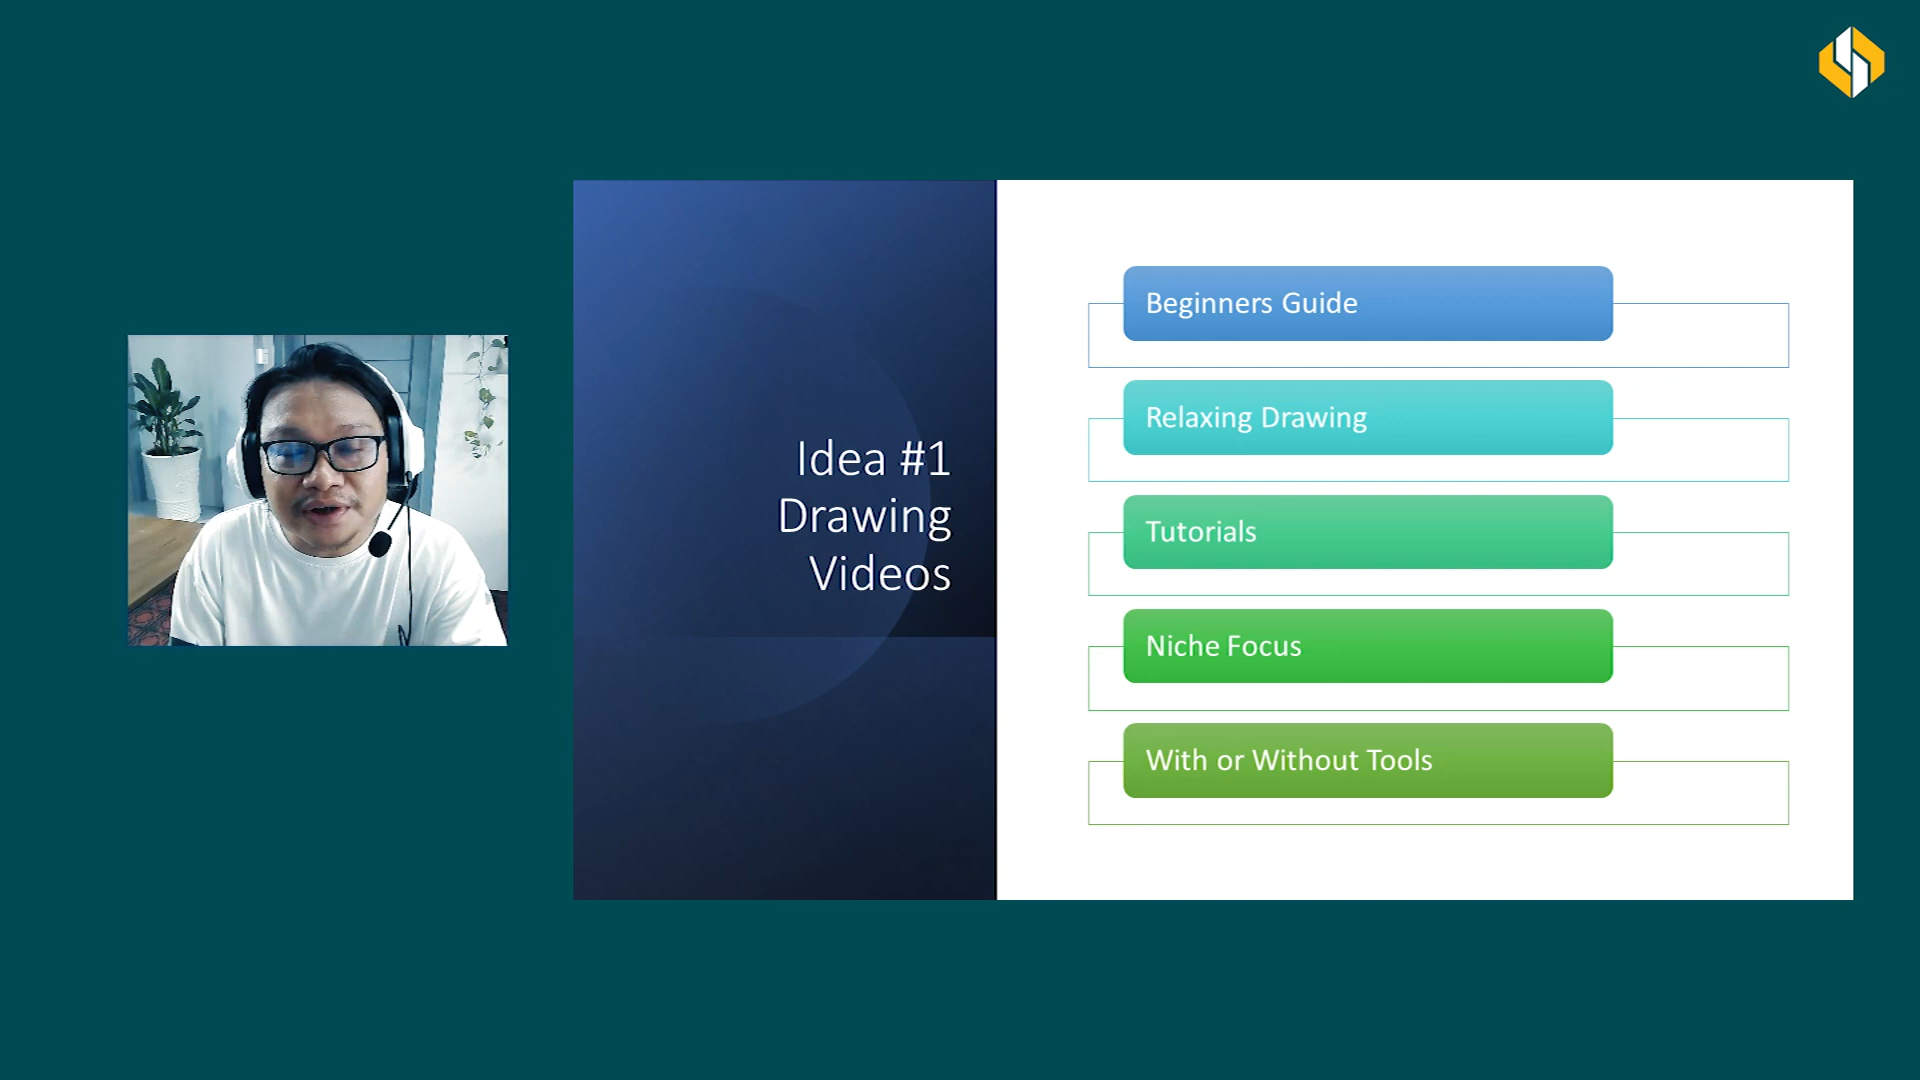 Idea #1
Drawing
Videos
Beginners Guide
Relaxing Drawing
Tutorials
Niche Focus
With or Without Tools